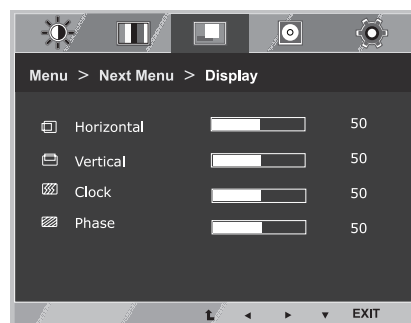 Menu > Next Menu > Display
Horizontal 50
Vertical 50
Clock 50
Phase 50
EXIT